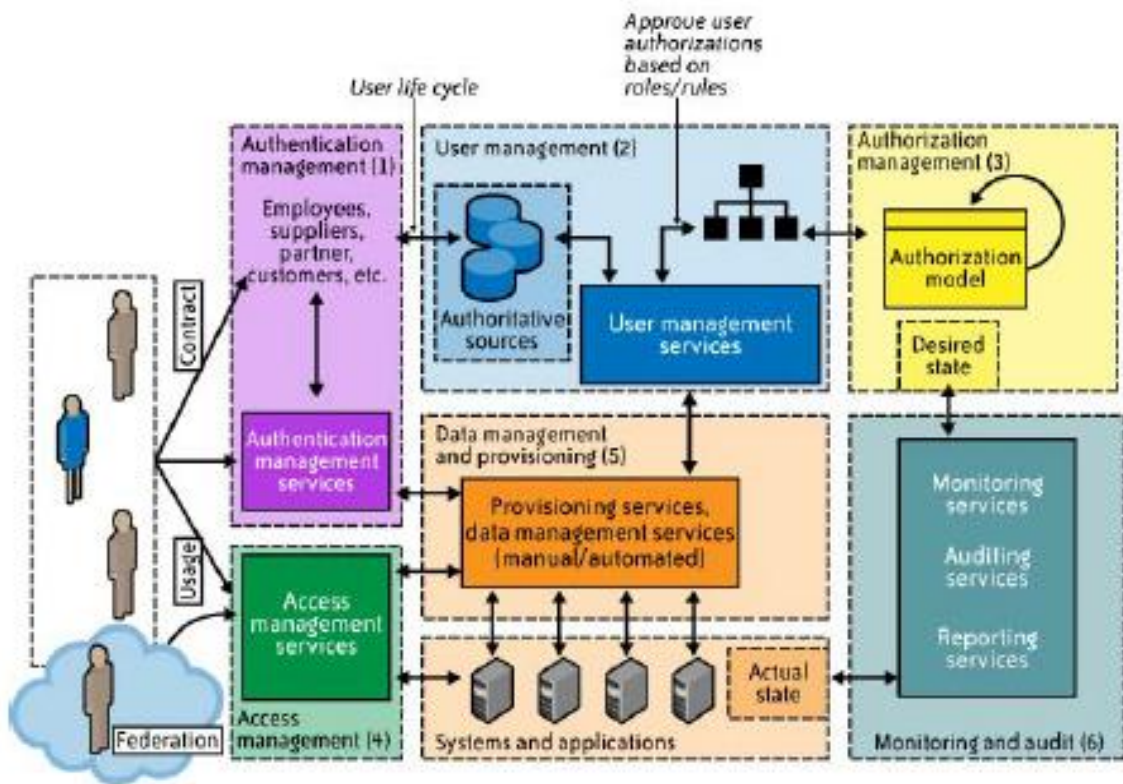 Approve user
authorizations
based on
roles/rules
User life cycle
Authentication
management (1)
Employees,
suppliers,
partner,
customers, etc.
Authentication
management
services
User management (2)
Authoritative
sources
User management
services
Authorization
management (3)
Authorization
model
Desired
state
Contract
Usage
Federation
Access
management
services
Access
management (4)
Data management
and provisioning (5)
Provisioning services,
data management services
(manual/automated)
Systems and applications
Actual
state
Monitoring
services
Auditing
services
Reporting
services
Monitoring and audit (6)